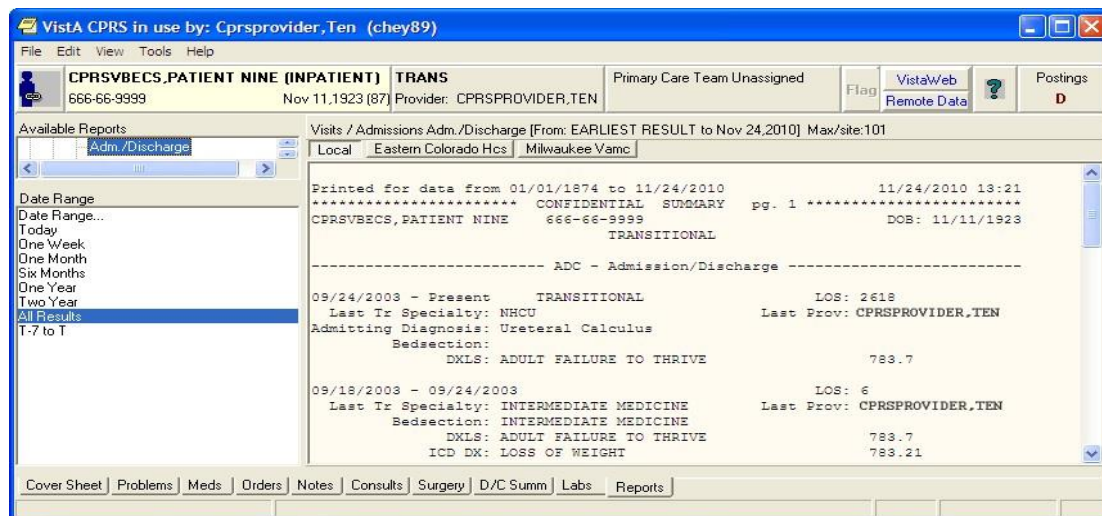 VistA CPRS in use by: Cprsprovider,Ten (chey89)
File Edit View Tools Help
CPRSVBECS,PATIENT NINE (INPATIENT) TRANS Primary Care Team Unassigned Flag VistaWeb ? Postings
666-66-9999 Nov 11,1923 (87) Provider: CPRSPROVIDER,TEN Remote Data D
Available Reports
Adm./Discharge
Date Range
Date Range...
Today
One Week
One Month
Six Months
One Year
Two Year
All Results
T-7 to T
Visits / Admissions Adm./Discharge [From: EARLIEST RESULT to Nov 24,2010] Max/site:101
Local Eastern Colorado Hcs Milwaukee Vamc
Printed for data from 01/01/1874 to 11/24/2010 11/24/2010 13:21
*********************** CONFIDENTIAL SUMMARY pg. 1 ************************
CPRSVBECS,PATIENT NINE 666-66-9999 DOB: 11/11/1923
TRANSITIONAL
-------------------------- ADC - Admission/Discharge --------------------------
09/24/2003 - Present TRANSITIONAL LOS: 2618
Last Tr Specialty: NHCU Last Prov: CPRSPROVIDER,TEN
Admitting Diagnosis: Ureteral Calculus
Bedsection:
DXLS: ADULT FAILURE TO THRIVE 783.7
09/18/2003 - 09/24/2003 LOS: 6
Last Tr Specialty: INTERMEDIATE MEDICINE Last Prov: CPRSPROVIDER,TEN
Bedsection: INTERMEDIATE MEDICINE
DXLS: ADULT FAILURE TO THRIVE 783.7
ICD DX: LOSS OF WEIGHT 783.21
Cover Sheet Problems Meds Orders Notes Consults Surgery D/C Summ Labs Reports